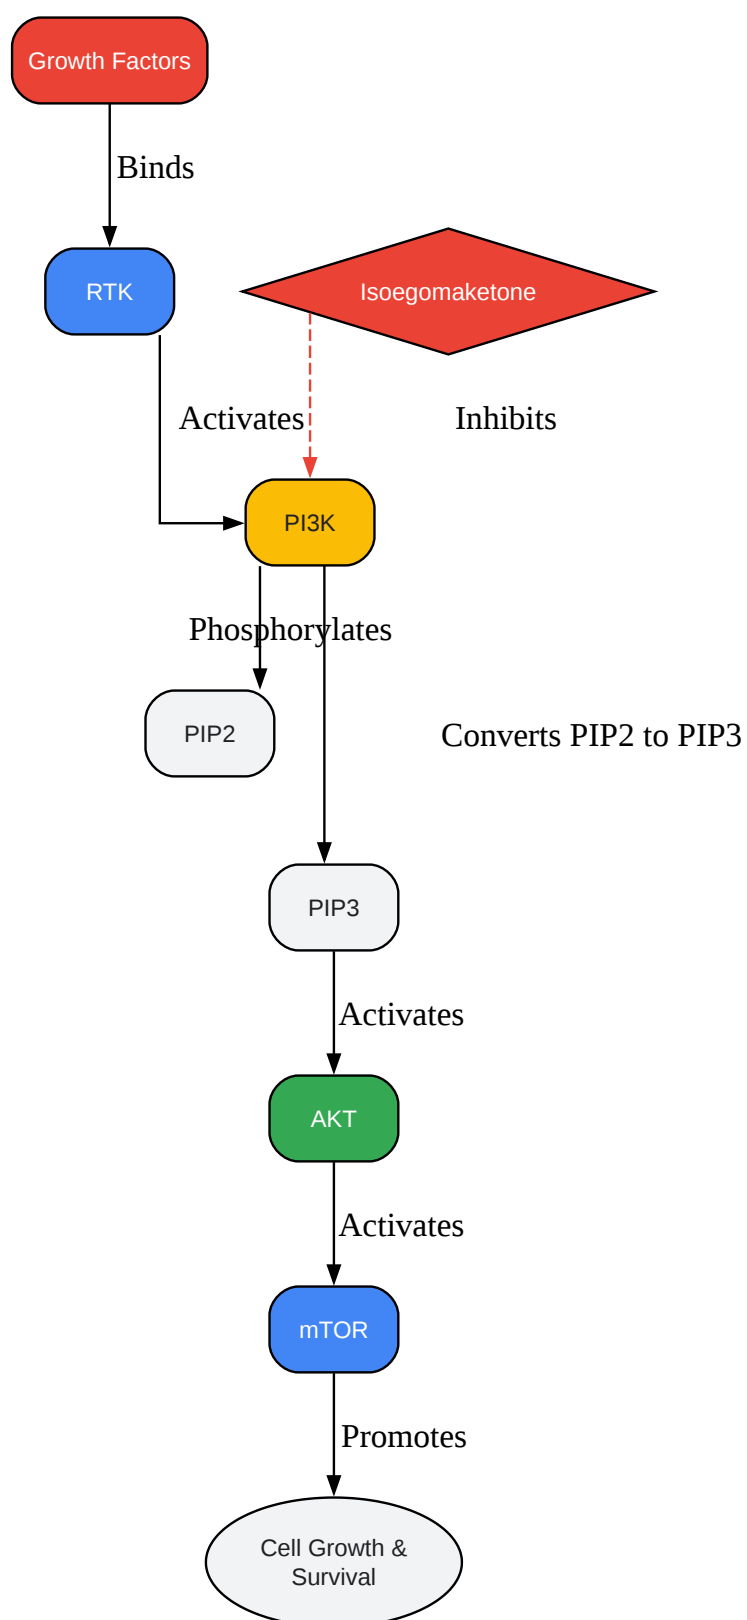 Growth Factors
Binds
RTK
Isoegomaketone
Activates
Inhibits
PI3K
Phosphorylates
PIP2
Converts PIP2 to PIP3
PIP3
Activates
AKT
Activates
mTOR
Promotes
Cell Growth &
Survival